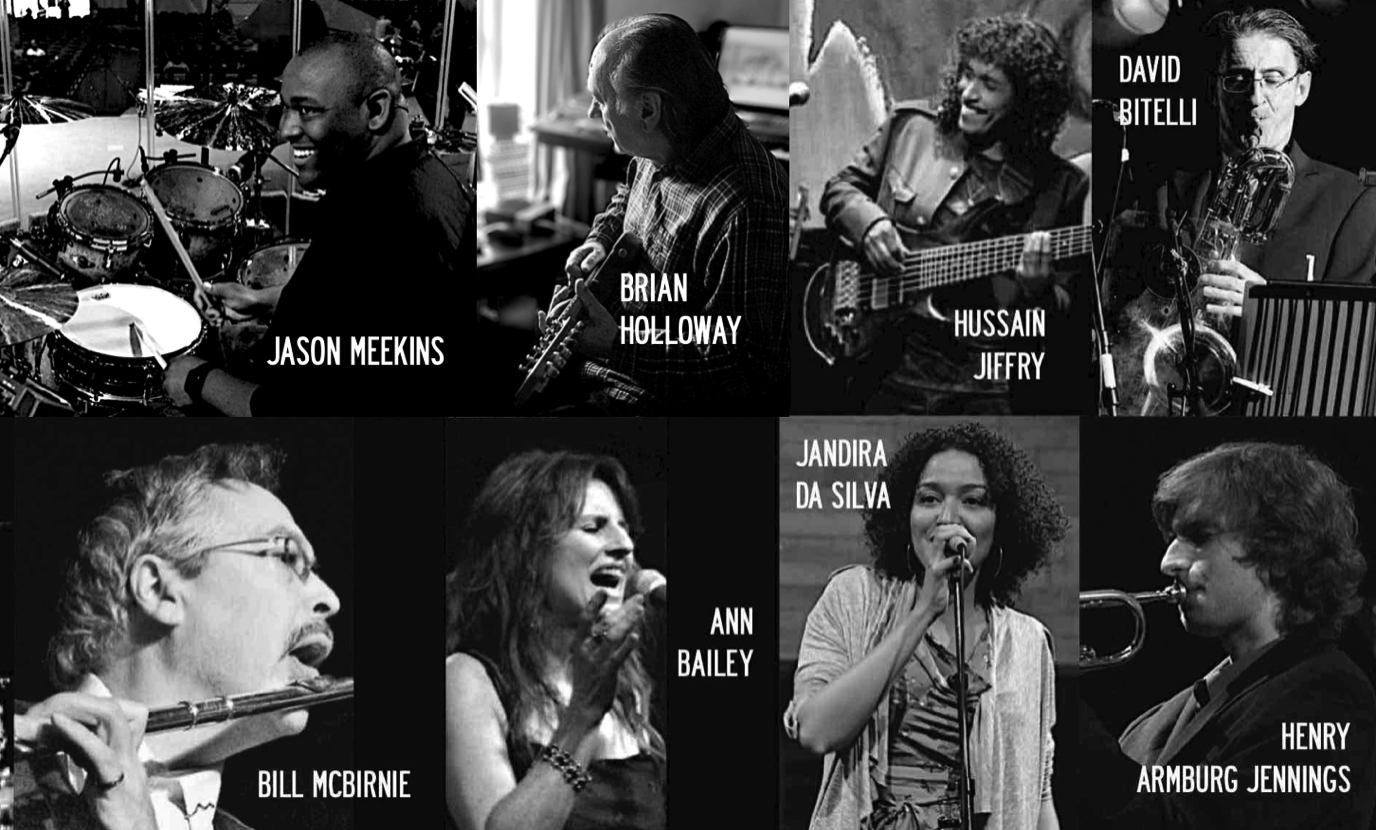 JASON MEEKINS
BRIAN
HOLLOWAY
HUSSAIN
JIFFRY
DAVID
BITELLI
BILL MCBIRNIE
ANN
BAILEY
JANDIRA
DA SILVA
HENRY
ARMBURG JENNINGS